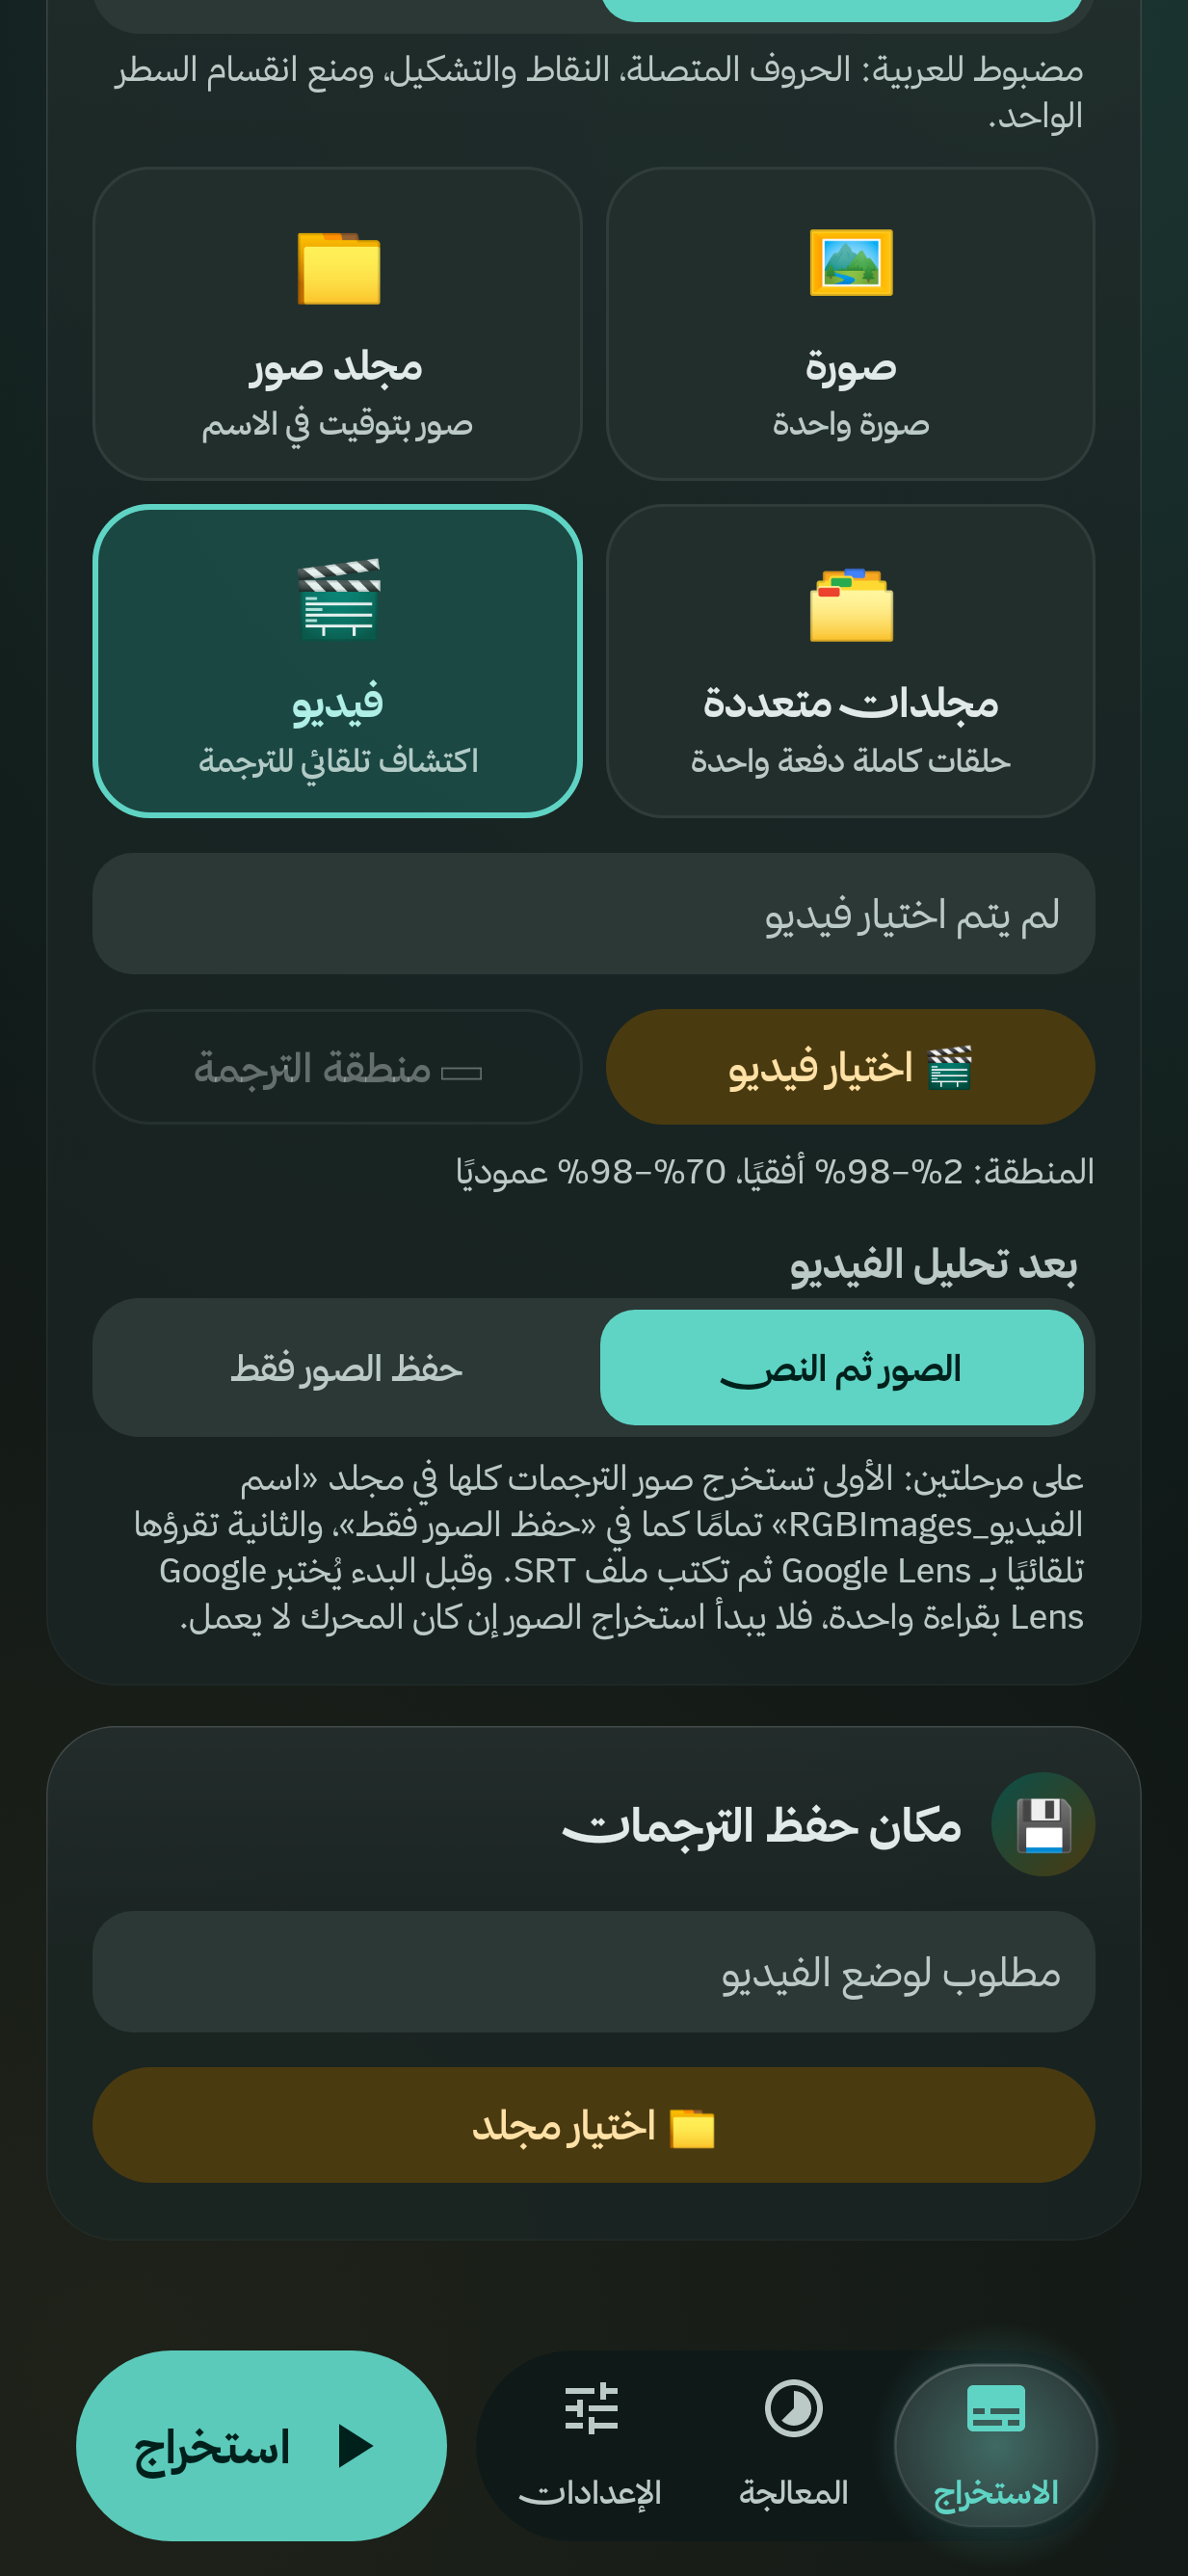 مضبوط للعربية: الحروف المتصلة، النقاط والتشكيل، ومنع انقسام السطر
الواحد.
صورة
صورة واحدة
مجلد صور
صور بتوقيت في الاسم
مجلدات متعددة
حلقات كاملة دفعة واحدة
فيديو
اكتشاف تلقائي للترجمة
لم يتم اختيار فيديو
اختيار فيديو
منطقة الترجمة
المنطقة: 2%–98% أفقيًا، 70%–98% عموديًا
بعد تحليل الفيديو
الصور ثم النص
حفظ الصور فقط
على مرحلتين: الأولى تستخرج صور الترجمات كلها في مجلد «اسم
الفيديو_RGBImages» تمامًا كما في «حفظ الصور فقط»، والثانية تقرؤها
تلقائيًا بـ Google Lens ثم تكتب ملف SRT. وقبل البدء يُختبر Google
Lens بقراءة واحدة، فلا يبدأ استخراج الصور إن كان المحرك لا يعمل.
مكان حفظ الترجمات
مطلوب لوضع الفيديو
اختيار مجلد
الاستخراج
المعالجة
الإعدادات
استخراج